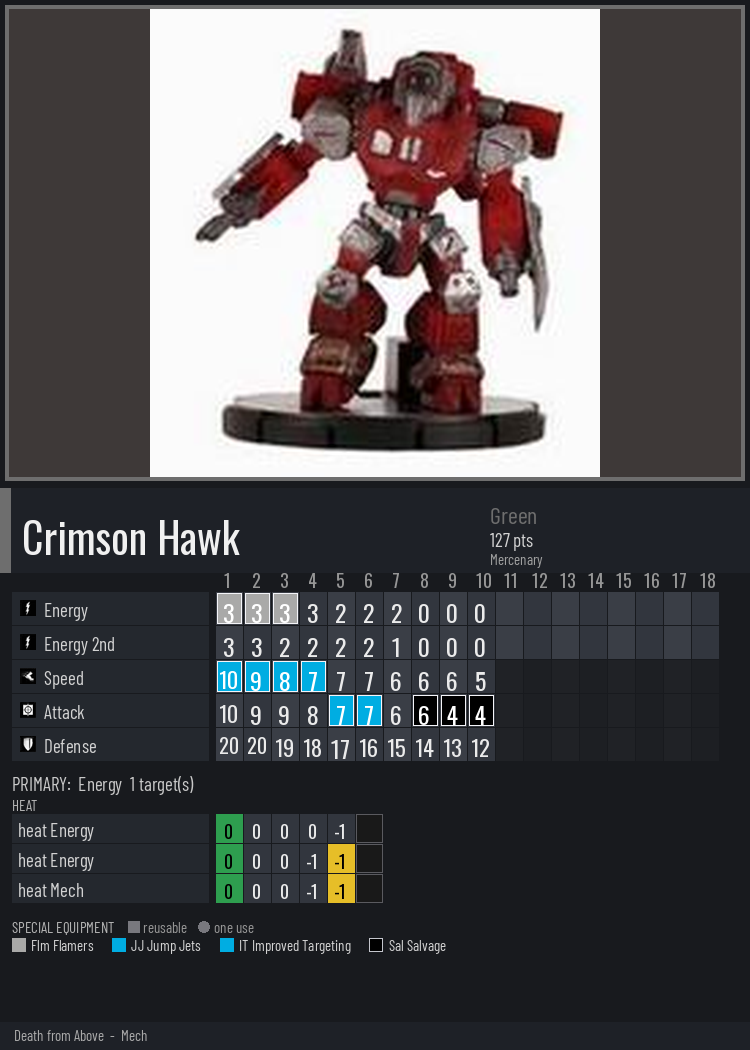 Crimson Hawk
Green
127 pts
Mercenary
1 2 3 4 5 6 7 8 9 10 11 12 13 14 15 16 17 18
Energy 3 3 3 3 2 2 2 0 0 0
Energy 2nd 3 3 2 2 2 2 1 0 0 0
Speed 10 9 8 7 7 7 6 6 6 5
Attack 10 9 9 8 7 7 6 6 4 4
Defense 20 20 19 18 17 16 15 14 13 12
PRIMARY: Energy 1 target(s)
HEAT
heat Energy 0 0 0 0 -1
heat Energy 0 0 0 -1 -1
heat Mech 0 0 0 -1 -1
SPECIAL EQUIPMENT reusable one use
Flm Flamers JJ Jump Jets IT Improved Targeting Sal Salvage
Death from Above - Mech